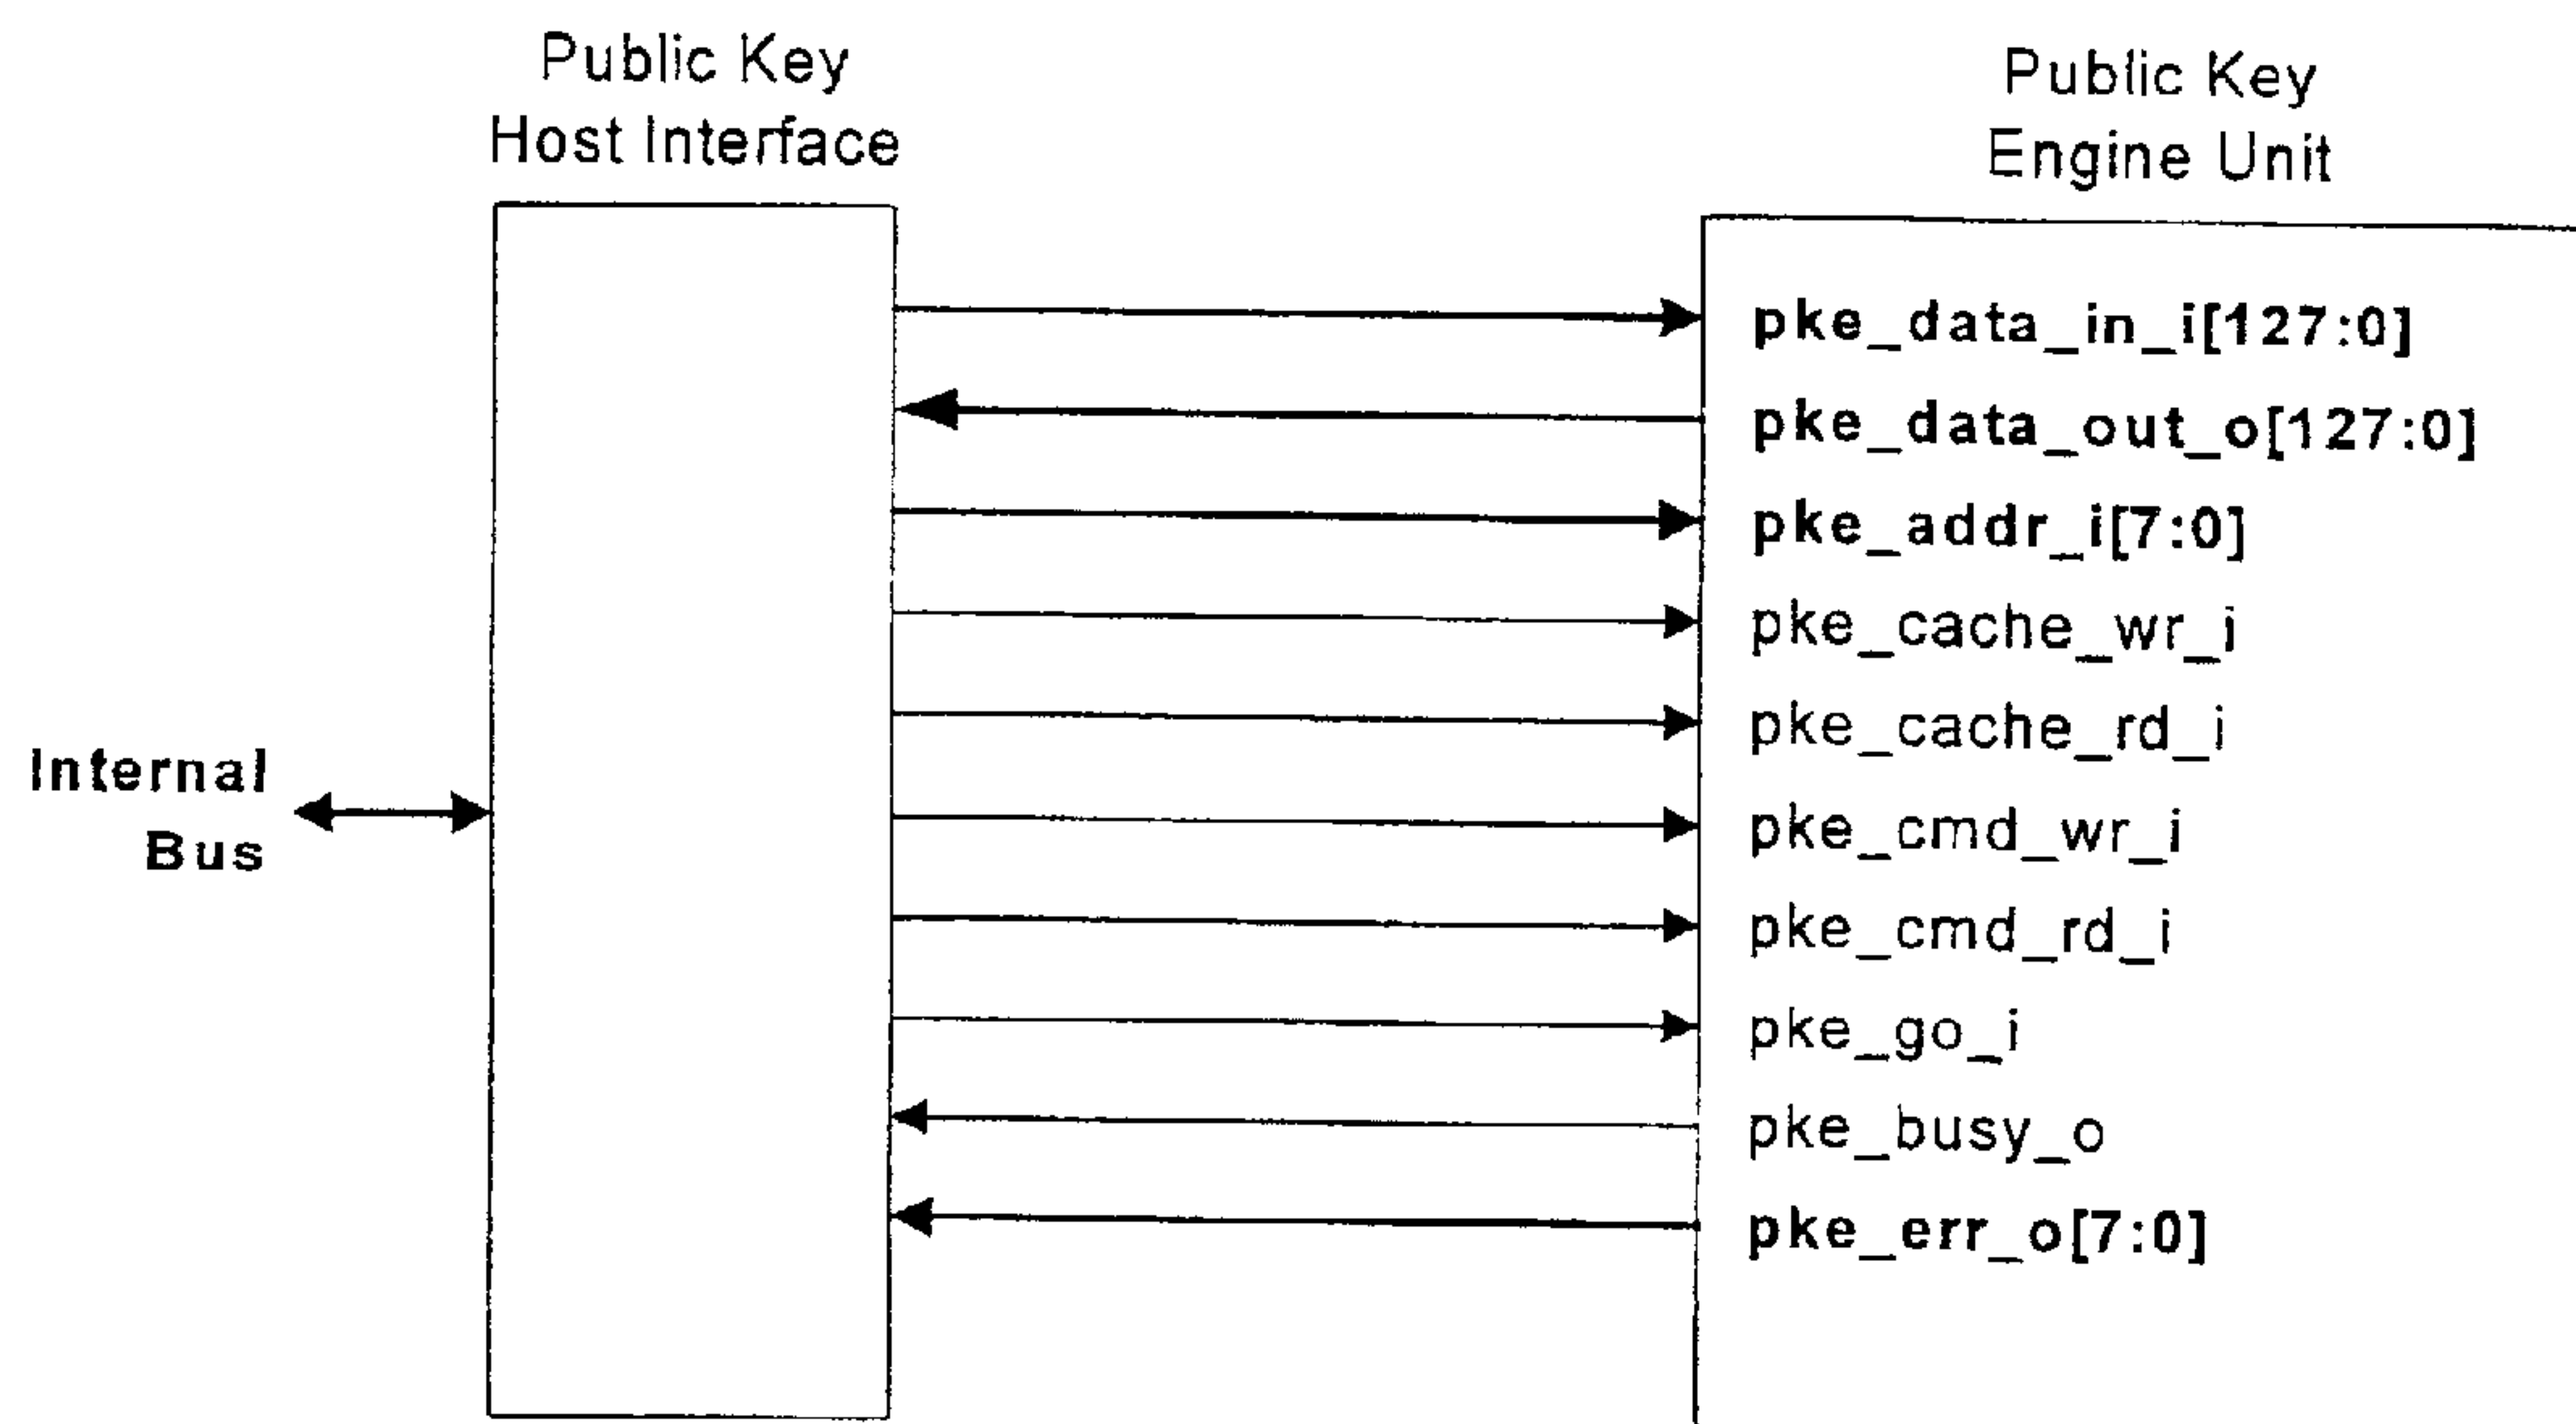 Public Key
Host Interface
Public Key
Engine Unit
pke_data_in_i[127:0]
pke_data_out_o[127:0]
pke_addr_i[7:0]
pke_cache_wr_i
pke_cache_rd_i
Internal
Bus
pke_cmd_wr_i
pke_cmd_rd_i
pke_go_i
pke_busy_o
pke_err_o[7:0]